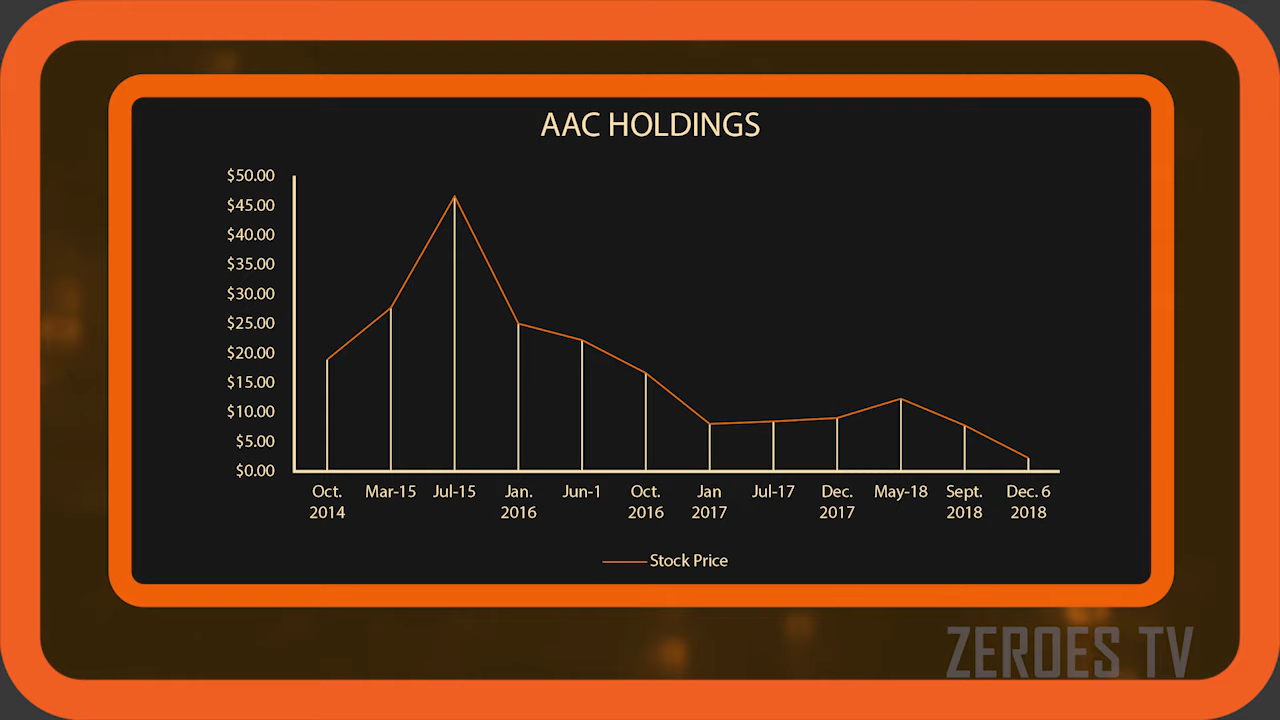 AAC HOLDINGS
$50.00
$45.00
$40.00
$35.00
$30.00
$25.00
$20.00
$15.00
$10.00
$5.00
$0.00
Oct. Mar-15 Jul-15 Jan. Jun-1 Oct. Jan Jul-17 Dec. May-18 Sept. Dec. 6
2014 2016 2016 2017 2017 2018 2018
Stock Price
ZEROES TV